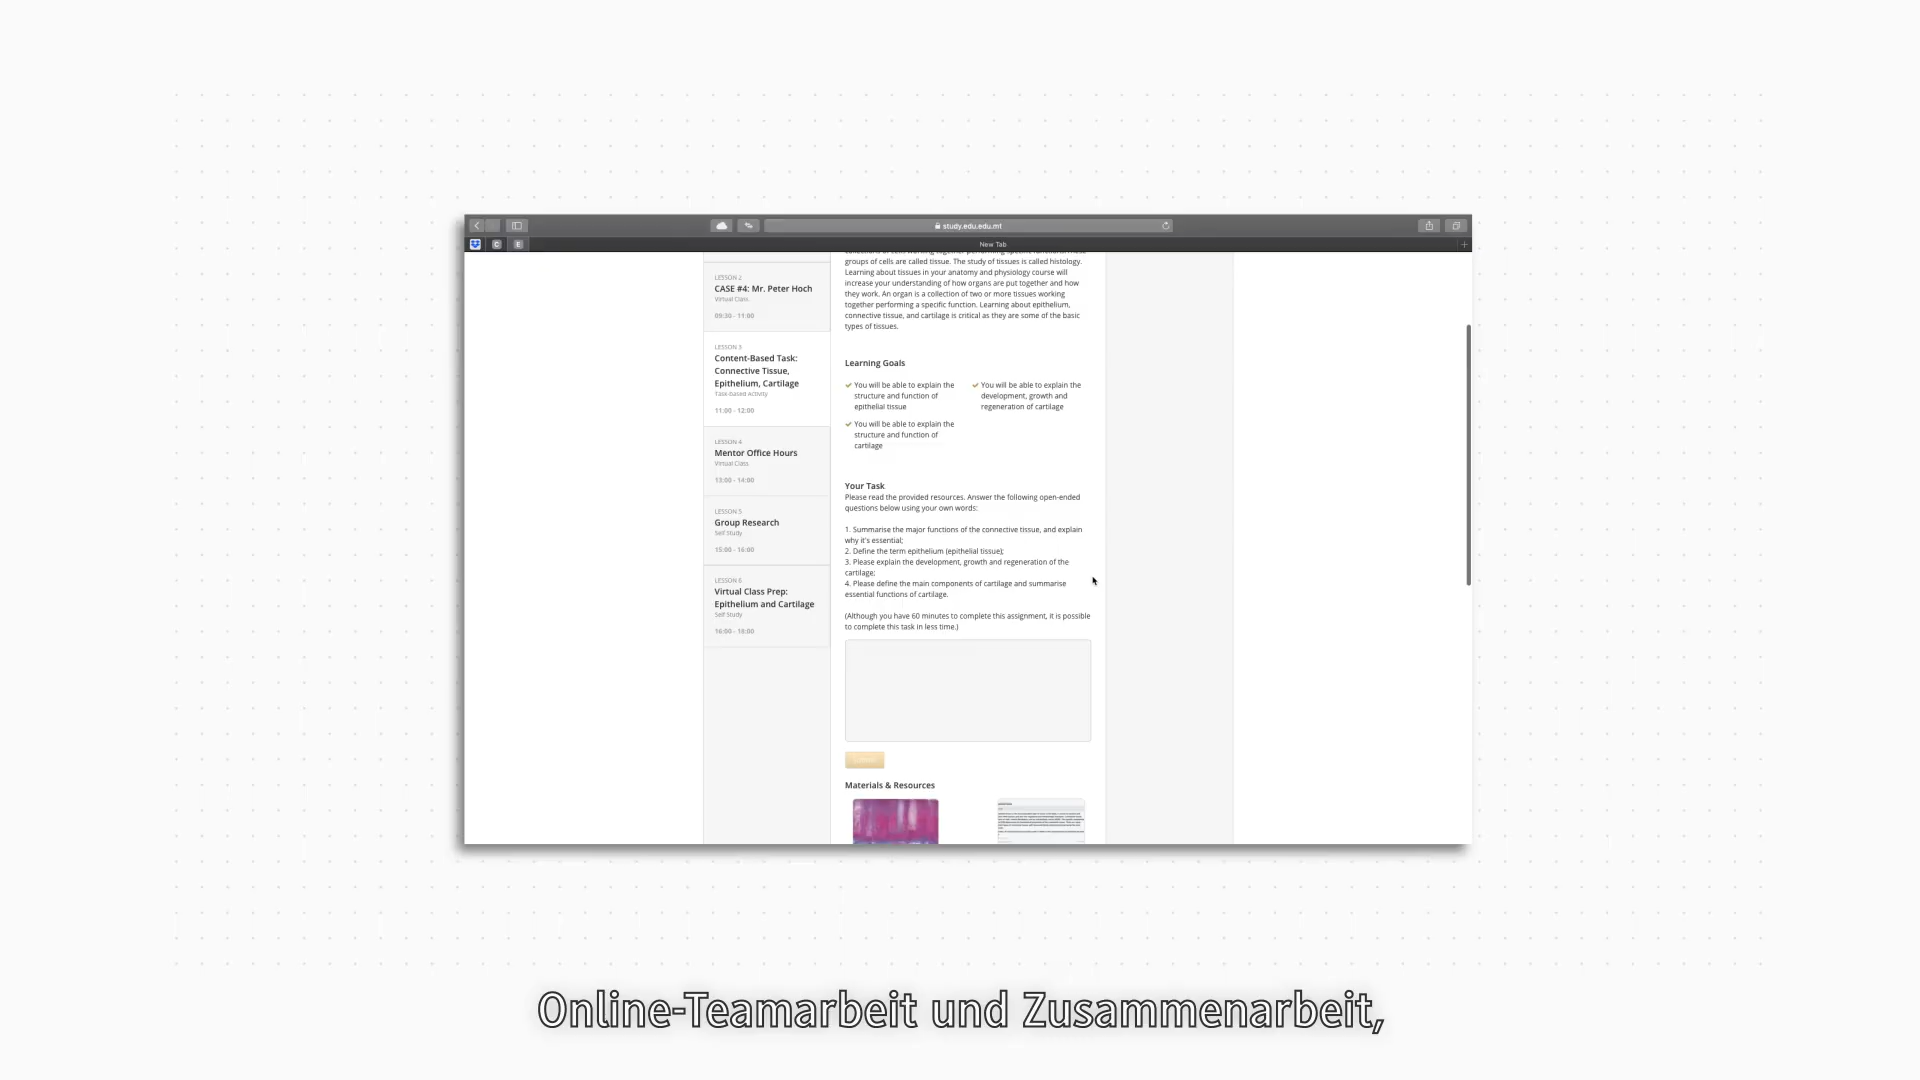 study.edu.edu.mt
C
E
New Tab
LESSON 2
CASE #4: Mr. Peter Hoch
Virtual Class
09:30 - 11:00
LESSON 3
Content-Based Task:
Connective Tissue,
Epithelium, Cartilage
Task-based Activity
11:00 - 12:00
LESSON 4
Mentor Office Hours
Virtual Class
13:00 - 14:00
LESSON 5
Group Research
Self Study
15:00 - 16:00
LESSON 6
Virtual Class Prep:
Epithelium and Cartilage
Self Study
16:00 - 18:00
groups of cells are called tissue. The study of tissues is called histology.
Learning about tissues in your anatomy and physiology course will
increase your understanding of how organs are put together and how
they work. An organ is a collection of two or more tissues working
together performing a specific function. Learning about epithelium,
connective tissue, and cartilage is critical as they are some of the basic
types of tissues.
Learning Goals
You will be able to explain the
structure and function of
epithelial tissue
You will be able to explain the
development, growth and
regeneration of cartilage
You will be able to explain the
structure and function of
cartilage
Your Task
Please read the provided resources. Answer the following open-ended
questions below using your own words:
1. Summarise the major functions of the connective tissue, and explain
why it's essential;
2. Define the term epithelium (epithelial tissue);
3. Please explain the development, growth and regeneration of the
cartilage;
4. Please define the main components of cartilage and summarise
essential functions of cartilage.
(Although you have 60 minutes to complete this assignment, it is possible
to complete this task in less time.)
Materials & Resources
Online-Teamarbeit und Zusammenarbeit,